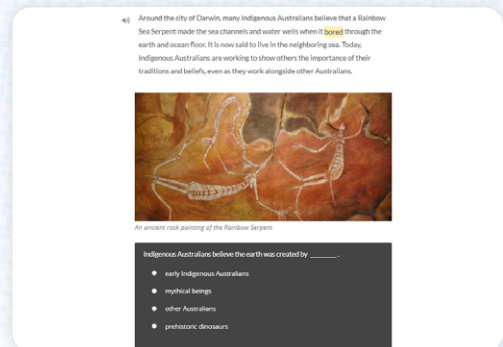 Around the city of Darwin, many Indigenous Australians believe that a Rainbow
Sea Serpent made the sea channels and water wells when it bored through the
earth and ocean floor. It is now said to live in the neighboring sea. Today,
Indigenous Australians are working to show others the importance of their
traditions and beliefs, even as they work alongside other Australians.
An ancient rock painting of the Rainbow Serpent
Indigenous Australians believe the earth was created by ________ .
early Indigenous Australians
mythical beings
other Australians
prehistoric dinosaurs